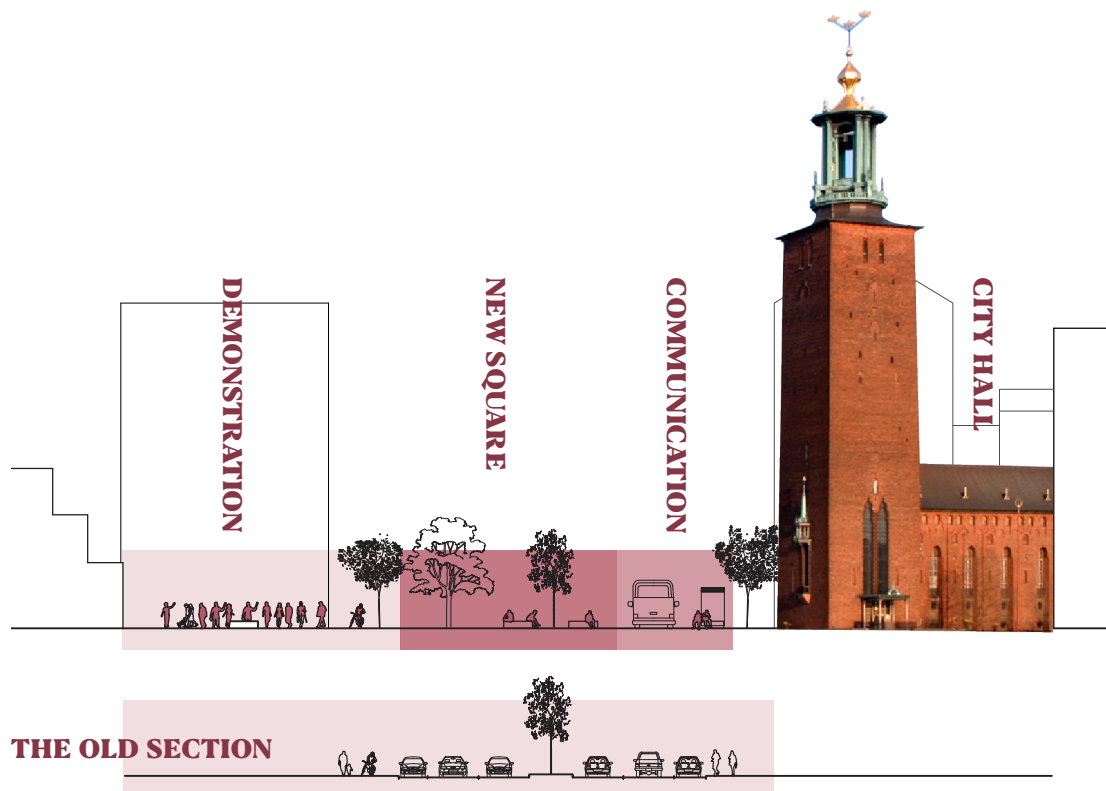 DEMONSTRATION
NEW SQUARE
COMMUNICATION
CITY HALL
THE OLD SECTION